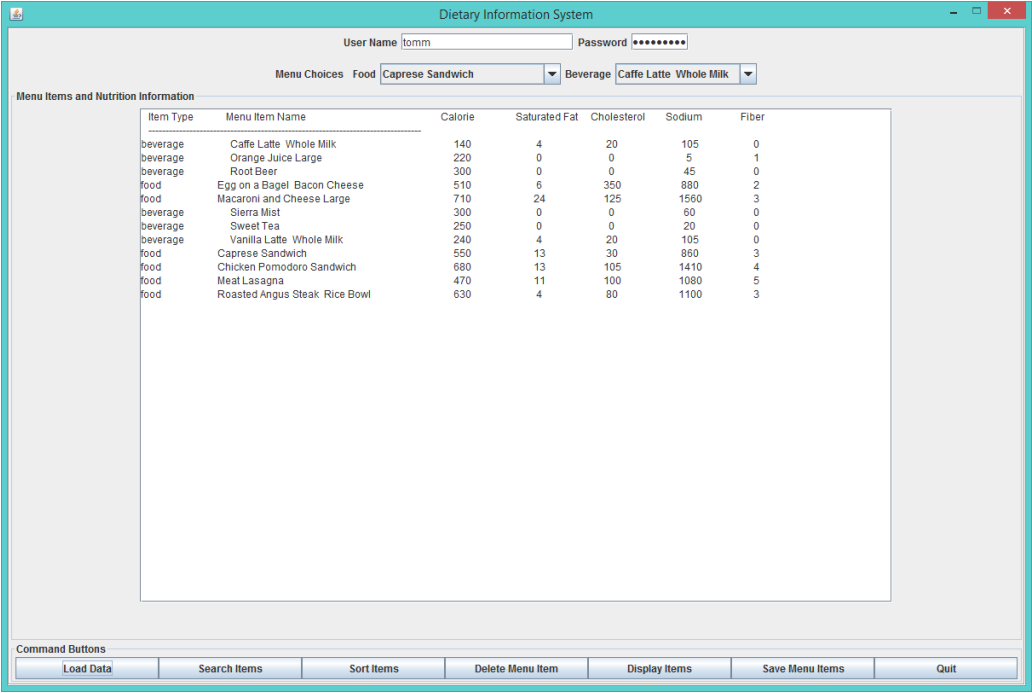 Dietary Information System
User Name tomm Password •••••••••
Menu Choices Food Caprese Sandwich Beverage Caffe Latte Whole Milk
Menu Items and Nutrition Information
Item Type Menu Item Name Calorie Saturated Fat Cholesterol Sodium Fiber
--------------------------------------------------------------------------------
beverage Caffe Latte Whole Milk 140 4 20 105 0
beverage Orange Juice Large 220 0 0 5 1
beverage Root Beer 300 0 0 45 0
food Egg on a Bagel Bacon Cheese 510 6 350 880 2
food Macaroni and Cheese Large 710 24 125 1560 3
beverage Sierra Mist 300 0 0 60 0
beverage Sweet Tea 250 0 0 20 0
beverage Vanilla Latte Whole Milk 240 4 20 105 0
food Caprese Sandwich 550 13 30 860 3
food Chicken Pomodoro Sandwich 680 13 105 1410 4
food Meat Lasagna 470 11 100 1080 5
food Roasted Angus Steak Rice Bowl 630 4 80 1100 3
Command Buttons
Load Data Search Items Sort Items Delete Menu Item Display Items Save Menu Items Quit